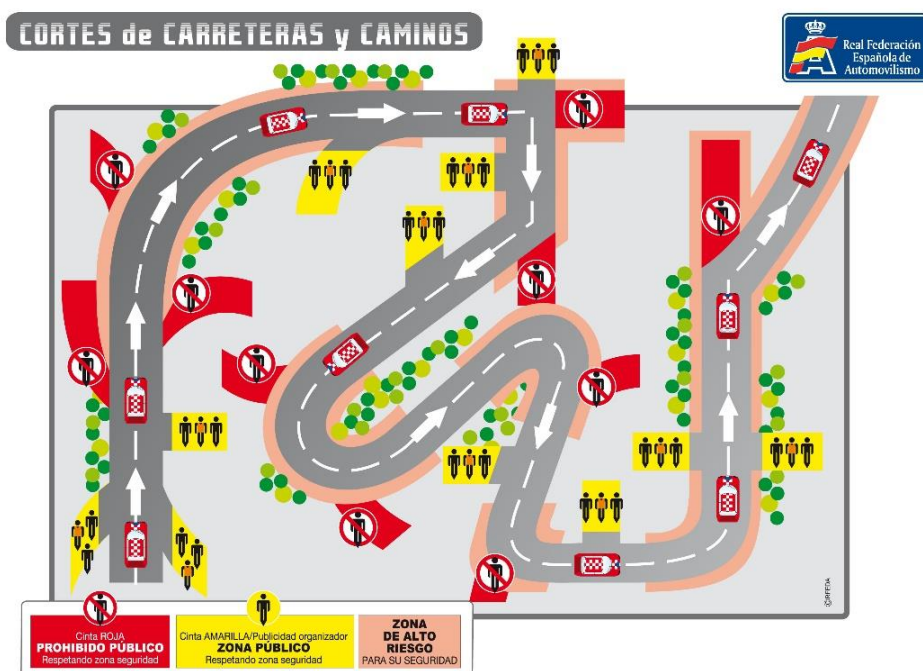 CORTES de CARRETERAS y CAMINOS
Real Federación
Española de
Automovilismo
©RFEDA
Cinta ROJA
PROHIBIDO PÚBLICO
Respetando zona seguridad
Cinta AMARILLA/Publicidad organizador
ZONA PÚBLICO
Respetando zona seguridad
ZONA
DE ALTO
RIESGO
PARA SU SEGURIDAD